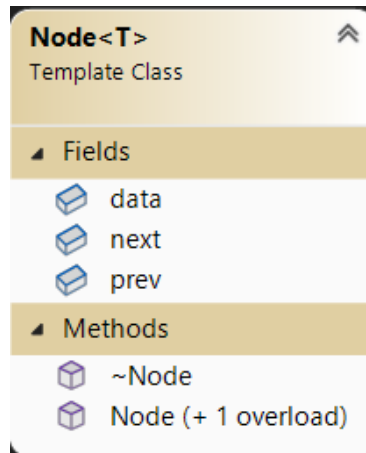 Node<T>
Template Class
Fields
data
next
prev
Methods
~Node
Node (+ 1 overload)